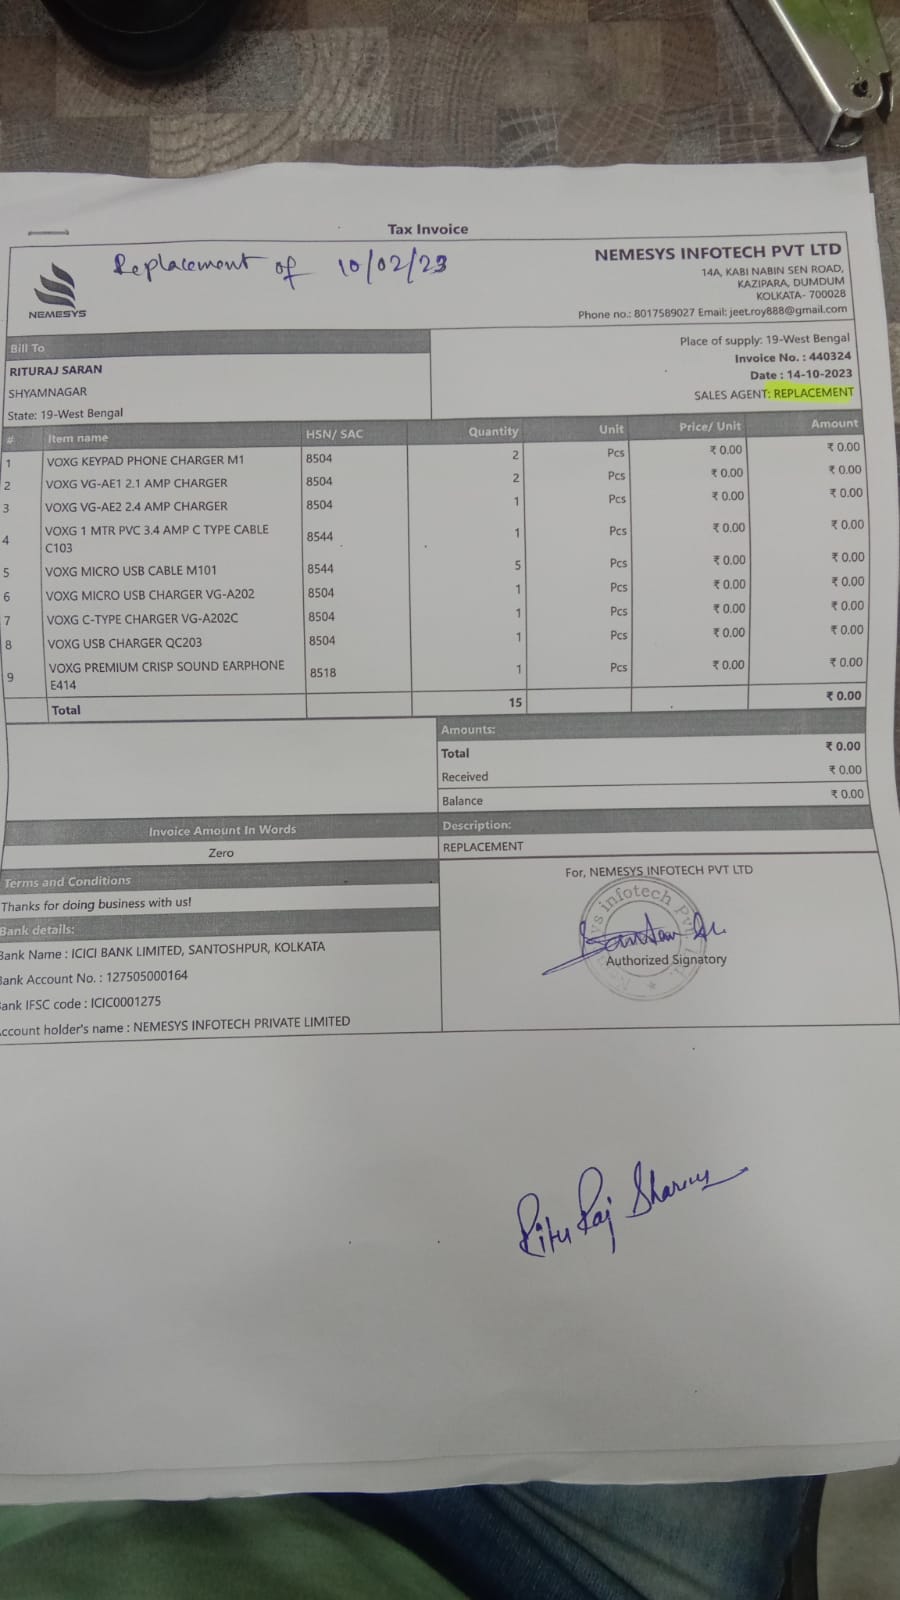 Tax Invoice
Replacement of 10/02/23
NEMESYS
NEMESYS INFOTECH PVT LTD
14A, KABI NABIN SEN ROAD,
KAZIPARA, DUMDUM
KOLKATA- 700028
Phone no.: 8017589027 Email: jeet.roy888@gmail.com
Bill To
RITURAJ SARAN
SHYAMNAGAR
State: 19-West Bengal
Place of supply: 19-West Bengal
Invoice No. : 440324
Date : 14-10-2023
SALES AGENT: REPLACEMENT
# Item name HSN/ SAC Quantity Unit Price/ Unit Amount
1 VOXG KEYPAD PHONE CHARGER M1 8504 2 Pcs ₹ 0.00 ₹ 0.00
2 VOXG VG-AE1 2.1 AMP CHARGER 8504 2 Pcs ₹ 0.00 ₹ 0.00
3 VOXG VG-AE2 2.4 AMP CHARGER 8504 1 Pcs ₹ 0.00 ₹ 0.00
4 VOXG 1 MTR PVC 3.4 AMP C TYPE CABLE 8544 1 Pcs ₹ 0.00 ₹ 0.00
C103
5 VOXG MICRO USB CABLE M101 8544 5 Pcs ₹ 0.00 ₹ 0.00
6 VOXG MICRO USB CHARGER VG-A202 8504 1 Pcs ₹ 0.00 ₹ 0.00
7 VOXG C-TYPE CHARGER VG-A202C 8504 1 Pcs ₹ 0.00 ₹ 0.00
8 VOXG USB CHARGER QC203 8504 1 Pcs ₹ 0.00 ₹ 0.00
9 VOXG PREMIUM CRISP SOUND EARPHONE 8518 1 Pcs ₹ 0.00 ₹ 0.00
E414
Total 15 ₹ 0.00
Amounts:
Total ₹ 0.00
Received ₹ 0.00
Balance ₹ 0.00
Invoice Amount In Words
Zero
Description:
REPLACEMENT
Terms and Conditions
Thanks for doing business with us!
Bank details:
Bank Name : ICICI BANK LIMITED, SANTOSHPUR, KOLKATA
Bank Account No. : 127505000164
ank IFSC code : ICIC0001275
ccount holder's name : NEMESYS INFOTECH PRIVATE LIMITED
For, NEMESYS INFOTECH PVT LTD
ys infotech Pv
Authorized Signatory
Ritu Raj